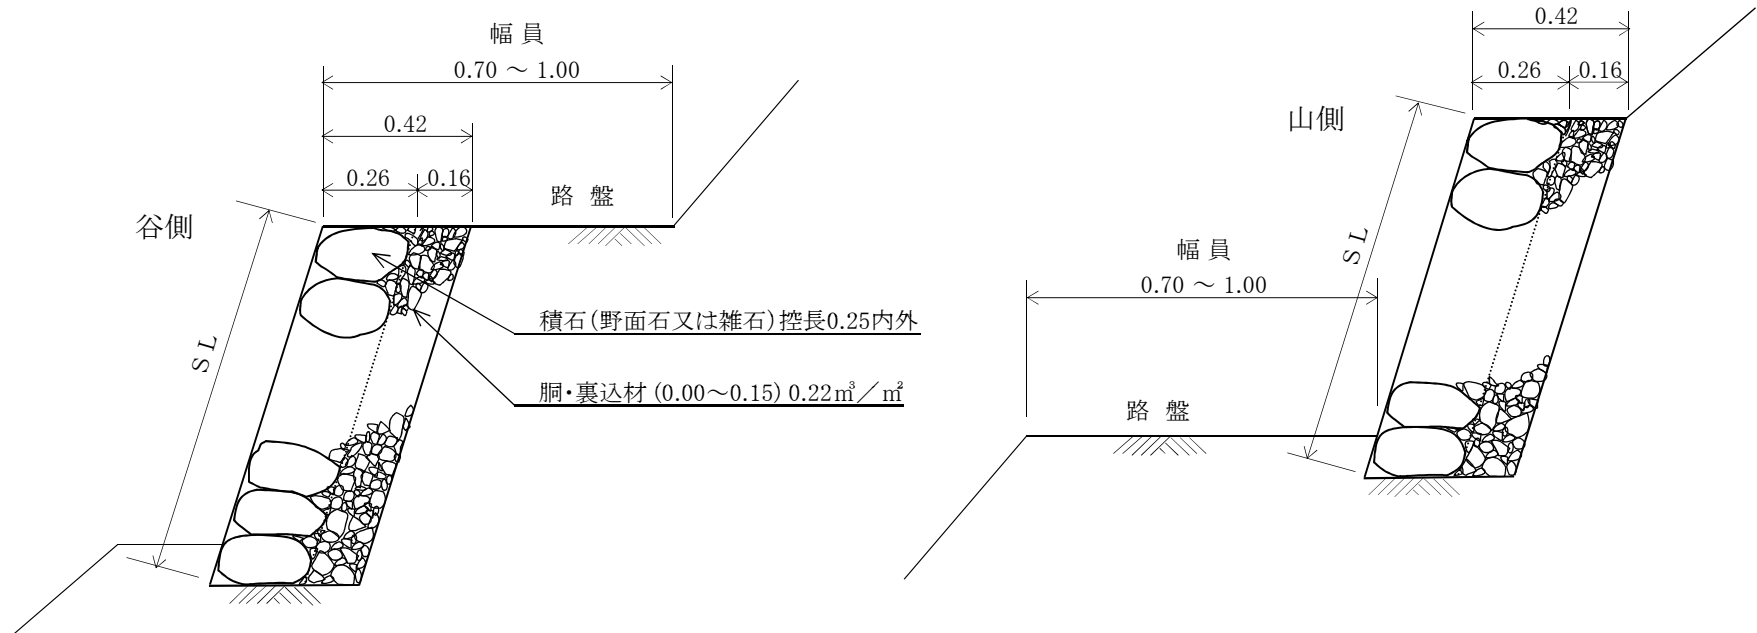 幅 員
0.70 ～ 1.00
0.42
0.26
0.16
路 盤
谷側
ＳＬ
積石(野面石又は雑石)控長0.25内外
胴・裏込材 (0.00～0.15) 0.22㎥／㎡
0.42
0.26
0.16
山側
ＳＬ
幅 員
0.70 ～ 1.00
路 盤